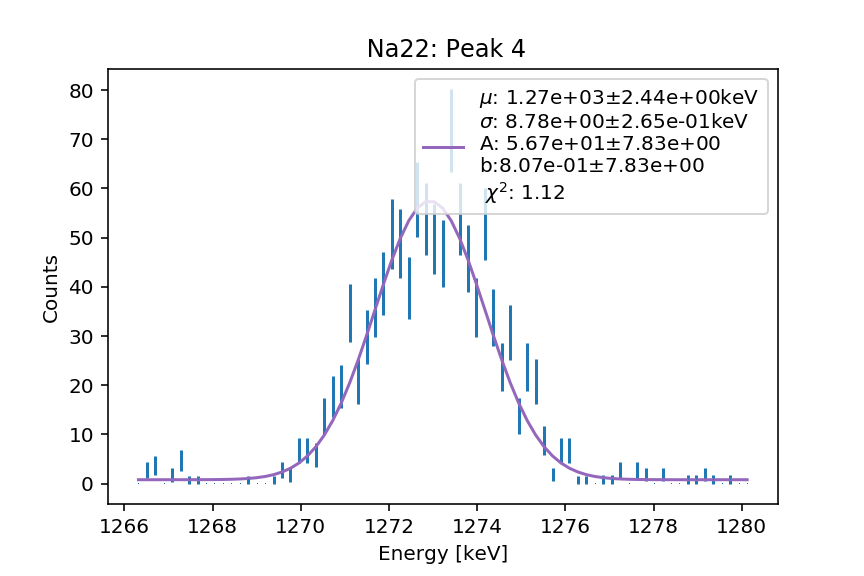 Na22: Peak 4
μ: 1.27e+03±2.44e+00keV
σ: 8.78e+00±2.65e-01keV
A: 5.67e+01±7.83e+00
b:8.07e-01±7.83e+00
χ²: 1.12
80
70
60
50
40
30
20
10
0
Counts
1266 1268 1270 1272 1274 1276 1278 1280
Energy [keV]